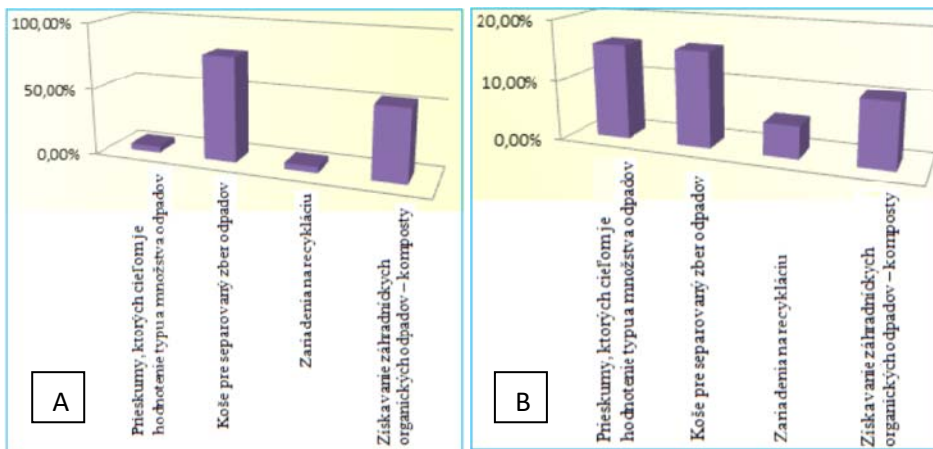 100,00%
50,00%
0,00%
Prieskumy, ktorých cieľom je
hodnotenie typu a množstva odpadov
Koše pre separovaný zber odpadov
Zariadenia na recykláciu
Získavanie záhradníckych
organických odpadov – komposty
A
20,00%
10,00%
0,00%
Prieskumy, ktorých cieľom je
hodnotenie typu a množstva odpadov
Koše pre separovaný zber odpadov
Zariadenia na recykláciu
Získavanie záhradníckych
organických odpadov – komposty
B